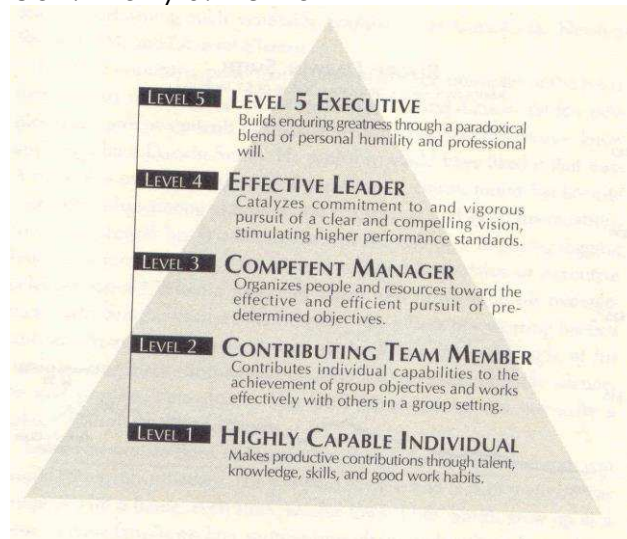 LEVEL 5 LEVEL 5 EXECUTIVE
Builds enduring greatness through a paradoxical
blend of personal humility and professional
will.
LEVEL 4 EFFECTIVE LEADER
Catalyzes commitment to and vigorous
pursuit of a clear and compelling vision,
stimulating higher performance standards.
LEVEL 3 COMPETENT MANAGER
Organizes people and resources toward the
effective and efficient pursuit of pre-
determined objectives.
LEVEL 2 CONTRIBUTING TEAM MEMBER
Contributes individual capabilities to the
achievement of group objectives and works
effectively with others in a group setting.
LEVEL 1 HIGHLY CAPABLE INDIVIDUAL
Makes productive contributions through talent,
knowledge, skills, and good work habits.